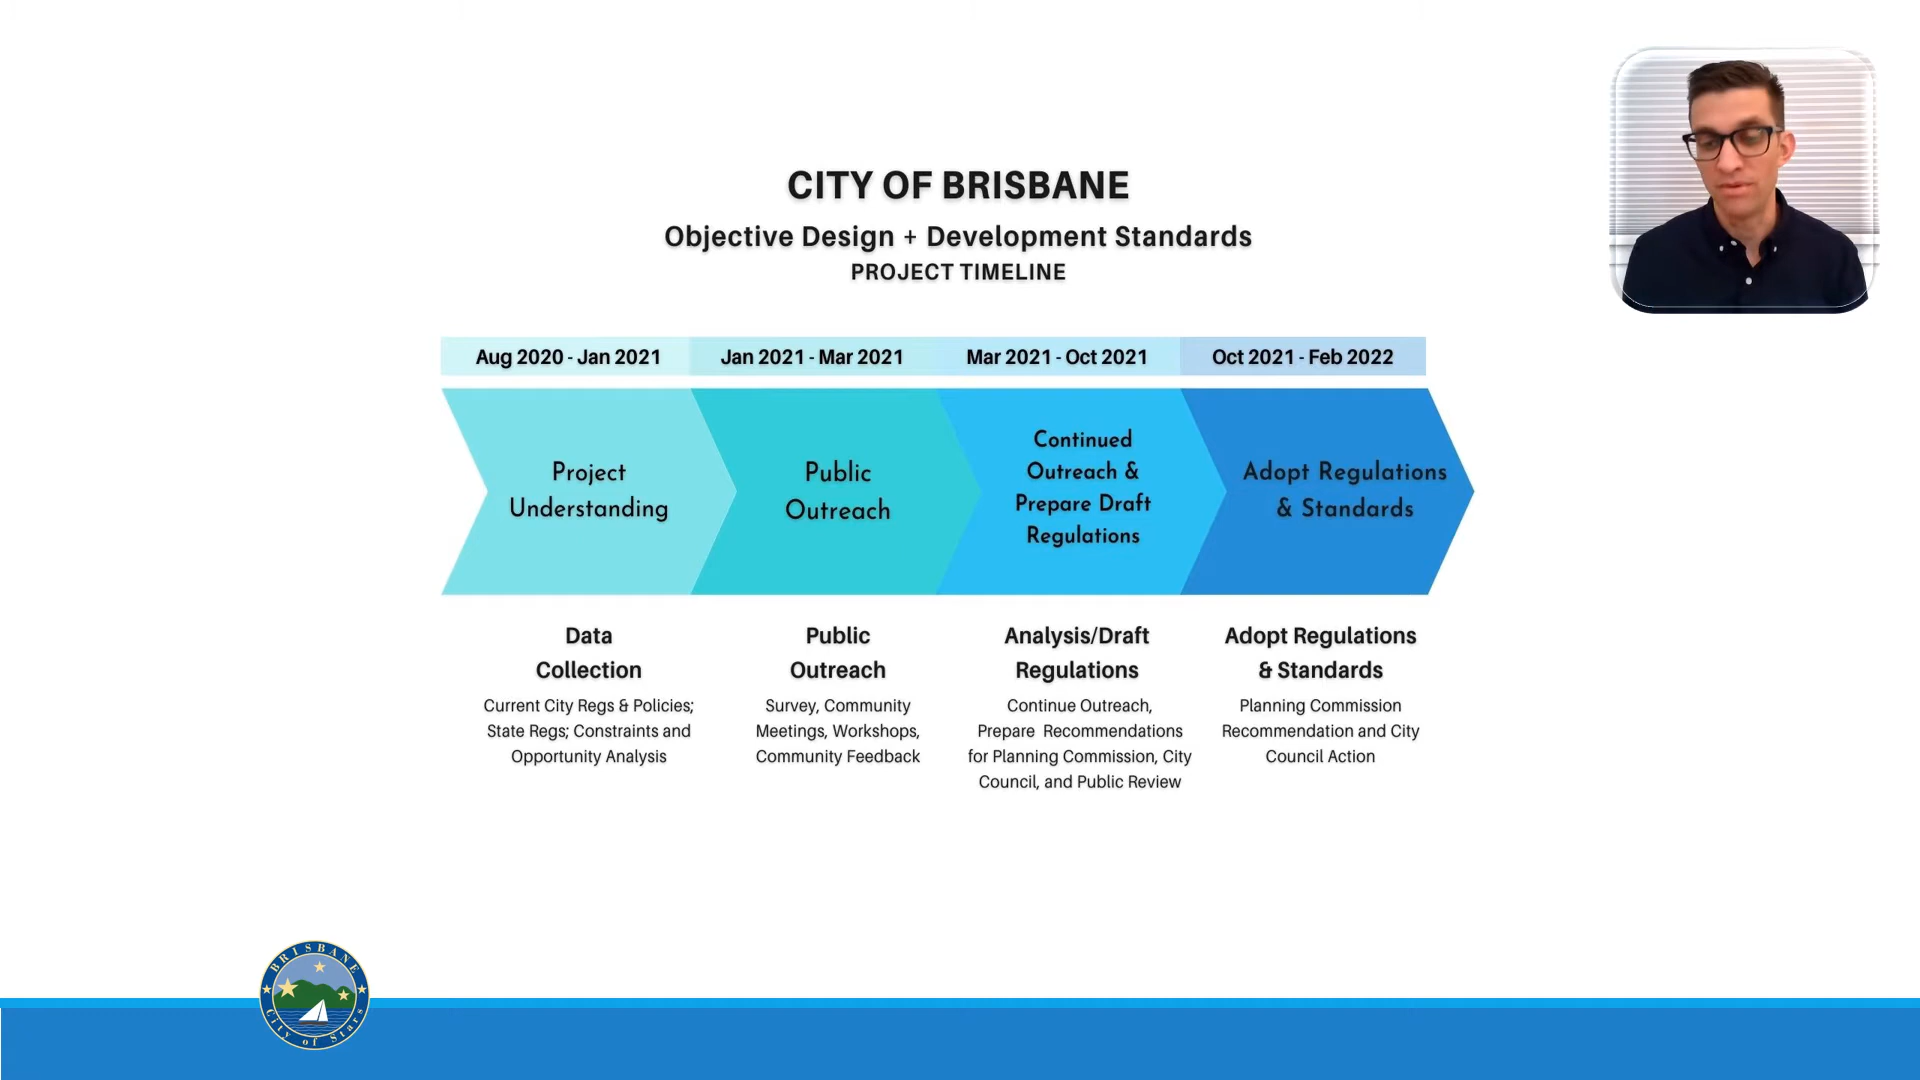 CITY OF BRISBANE
Objective Design + Development Standards
PROJECT TIMELINE
Aug 2020 - Jan 2021
Jan 2021 - Mar 2021
Mar 2021 - Oct 2021
Oct 2021 - Feb 2022
Project
Understanding
Public
Outreach
Continued
Outreach &
Prepare Draft
Regulations
Adopt Regulations
& Standards
Data
Collection
Current City Regs & Policies;
State Regs; Constraints and
Opportunity Analysis
Public
Outreach
Survey, Community
Meetings, Workshops,
Community Feedback
Analysis/Draft
Regulations
Continue Outreach,
Prepare Recommendations
for Planning Commission, City
Council, and Public Review
Adopt Regulations
& Standards
Planning Commission
Recommendation and City
Council Action
BRISBANE
City of Stars